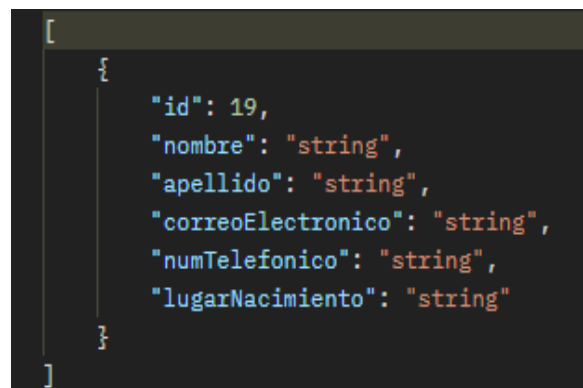 [
{
"id": 19,
"nombre": "string",
"apellido": "string",
"correoElectronico": "string",
"numTelefonico": "string",
"lugarNacimiento": "string"
}
]